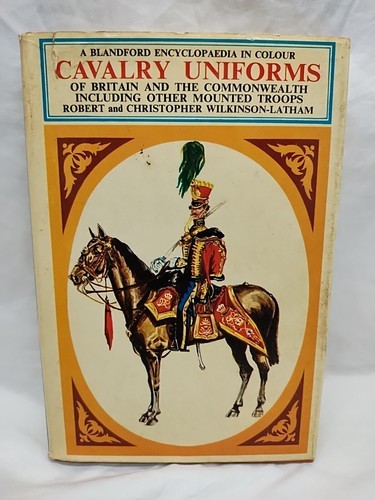 A BLANDFORD ENCYCLOPAEDIA IN COLOUR
CAVALRY UNIFORMS
OF BRITAIN AND THE COMMONWEALTH
INCLUDING OTHER MOUNTED TROOPS
ROBERT and CHRISTOPHER WILKINSON-LATHAM